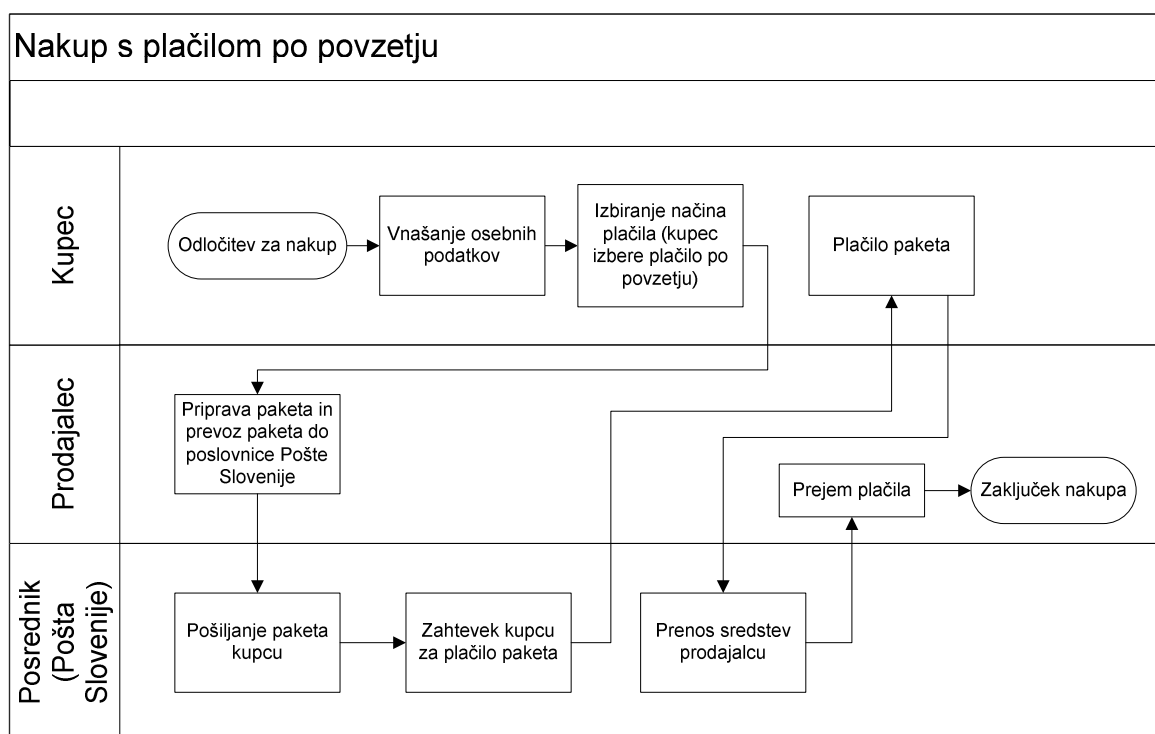 Nakup s plačilom po povzetju
Kupec
Odločitev za nakup
Vnašanje osebnih
podatkov
Izbiranje načina
plačila (kupec
izbere plačilo po
povzetju)
Plačilo paketa
Prodajalec
Priprava paketa in
prevoz paketa do
poslovnice Pošte
Slovenije
Prejem plačila
Zaključek nakupa
Posrednik
(Pošta
Slovenije)
Pošiljanje paketa
kupcu
Zahtevek kupcu
za plačilo paketa
Prenos sredstev
prodajalcu